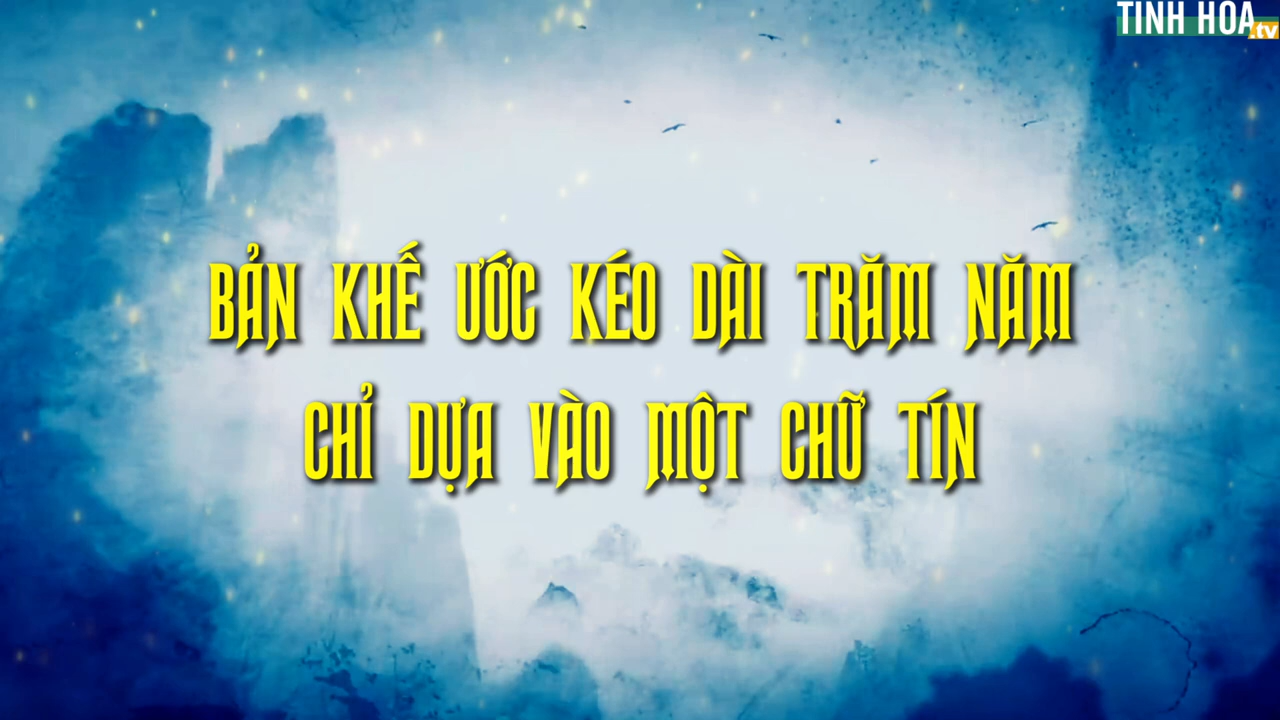 TINH HOA
.tv
BẢN KHẾ ƯỚC KÉO DÀI TRĂM NĂM
CHỈ DỰA VÀO MỘT CHỮ TÍN